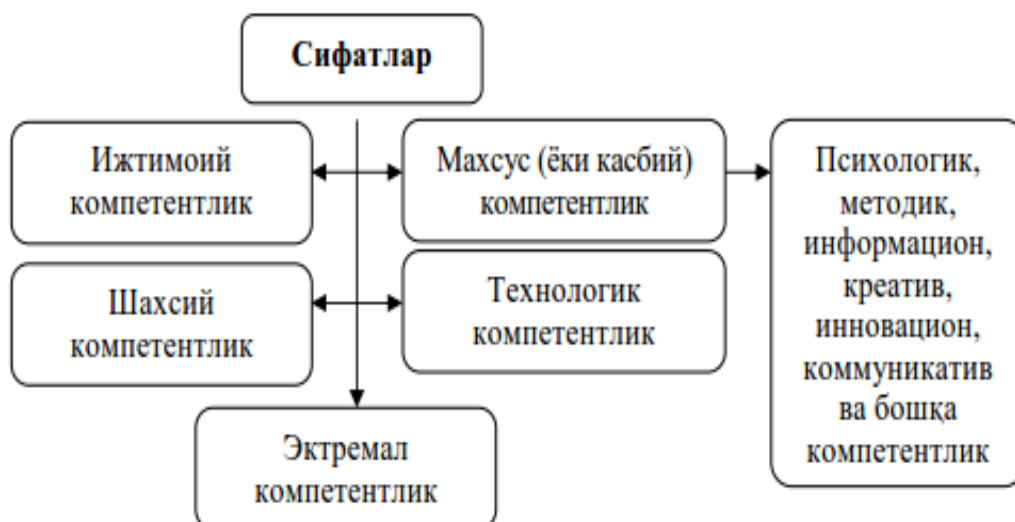 Сифатлар
Ижтимоий
компетентлик
Махсус (ёки касбий)
компетентлик
Психологик,
методик,
информацион,
креатив,
инновацион,
коммуникатив
ва бошқа
компетентлик
Шахсий
компетентлик
Технологик
компетентлик
Эктремал
компетентлик